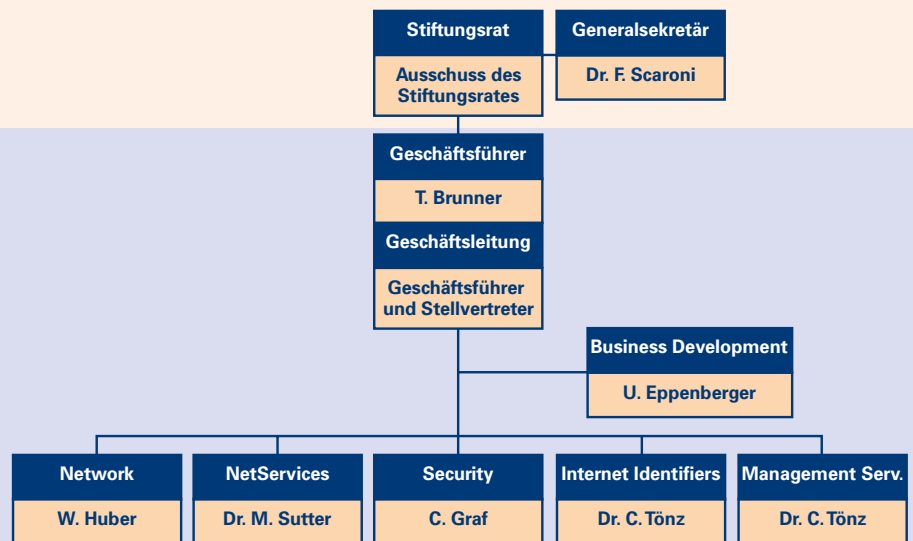 Stiftungsrat
Ausschuss des
Stiftungsrates
Generalsekretär
Dr. F. Scaroni
Geschäftsführer
T. Brunner
Geschäftsleitung
Geschäftsführer
und Stellvertreter
Business Development
U. Eppenberger
Network
W. Huber
NetServices
Dr. M. Sutter
Security
C. Graf
Internet Identifiers
Dr. C. Tönz
Management Serv.
Dr. C. Tönz